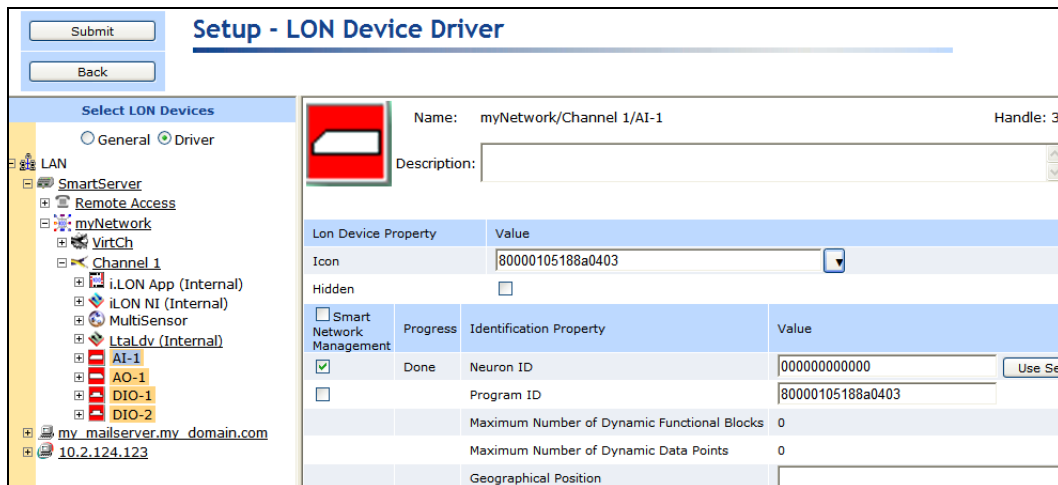 Submit
Setup - LON Device Driver
Back
Select LON Devices
General Driver
LAN
SmartServer
Remote Access
myNetwork
VirtCh
Channel 1
i.LON App (Internal)
iLON NI (Internal)
MultiSensor
LtaLdv (Internal)
AI-1
AO-1
DIO-1
DIO-2
my_mailserver.my_domain.com
10.2.124.123
Name: myNetwork/Channel 1/AI-1 Handle: 3
Description:
Lon Device Property Value
Icon 80000105188a0403
Hidden
Smart Network Management Progress Identification Property Value
Done Neuron ID 000000000000 Use Se
Program ID 80000105188a0403
Maximum Number of Dynamic Functional Blocks 0
Maximum Number of Dynamic Data Points 0
Geographical Position